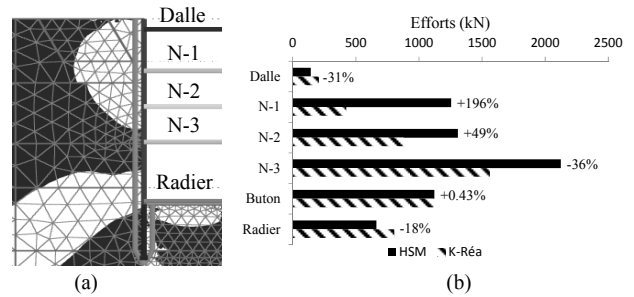 Dalle
N-1
N-2
N-3
Radier
(a)
Efforts (kN)
0 500 1000 1500 2000 2500
Dalle -31%
N-1 +196%
N-2 +49%
N-3 -36%
Buton +0.43%
Radier -18%
HSM K-Réa
(b)